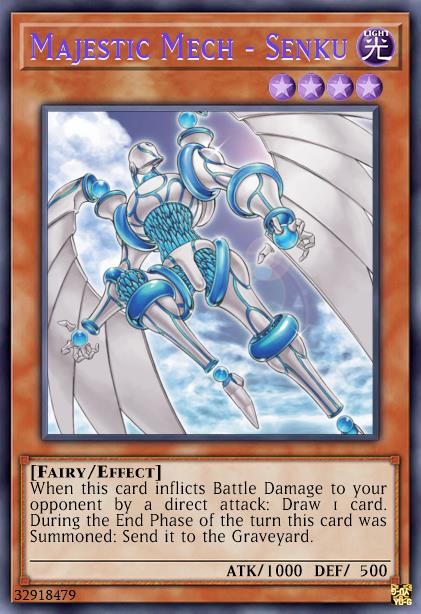 Majestic Mech - Senku
LIGHT
光
[Fairy/Effect]
When this card inflicts Battle Damage to your
opponent by a direct attack: Draw 1 card.
During the End Phase of the turn this card was
Summoned: Send it to the Graveyard.
ATK/1000 DEF/ 500
32918479